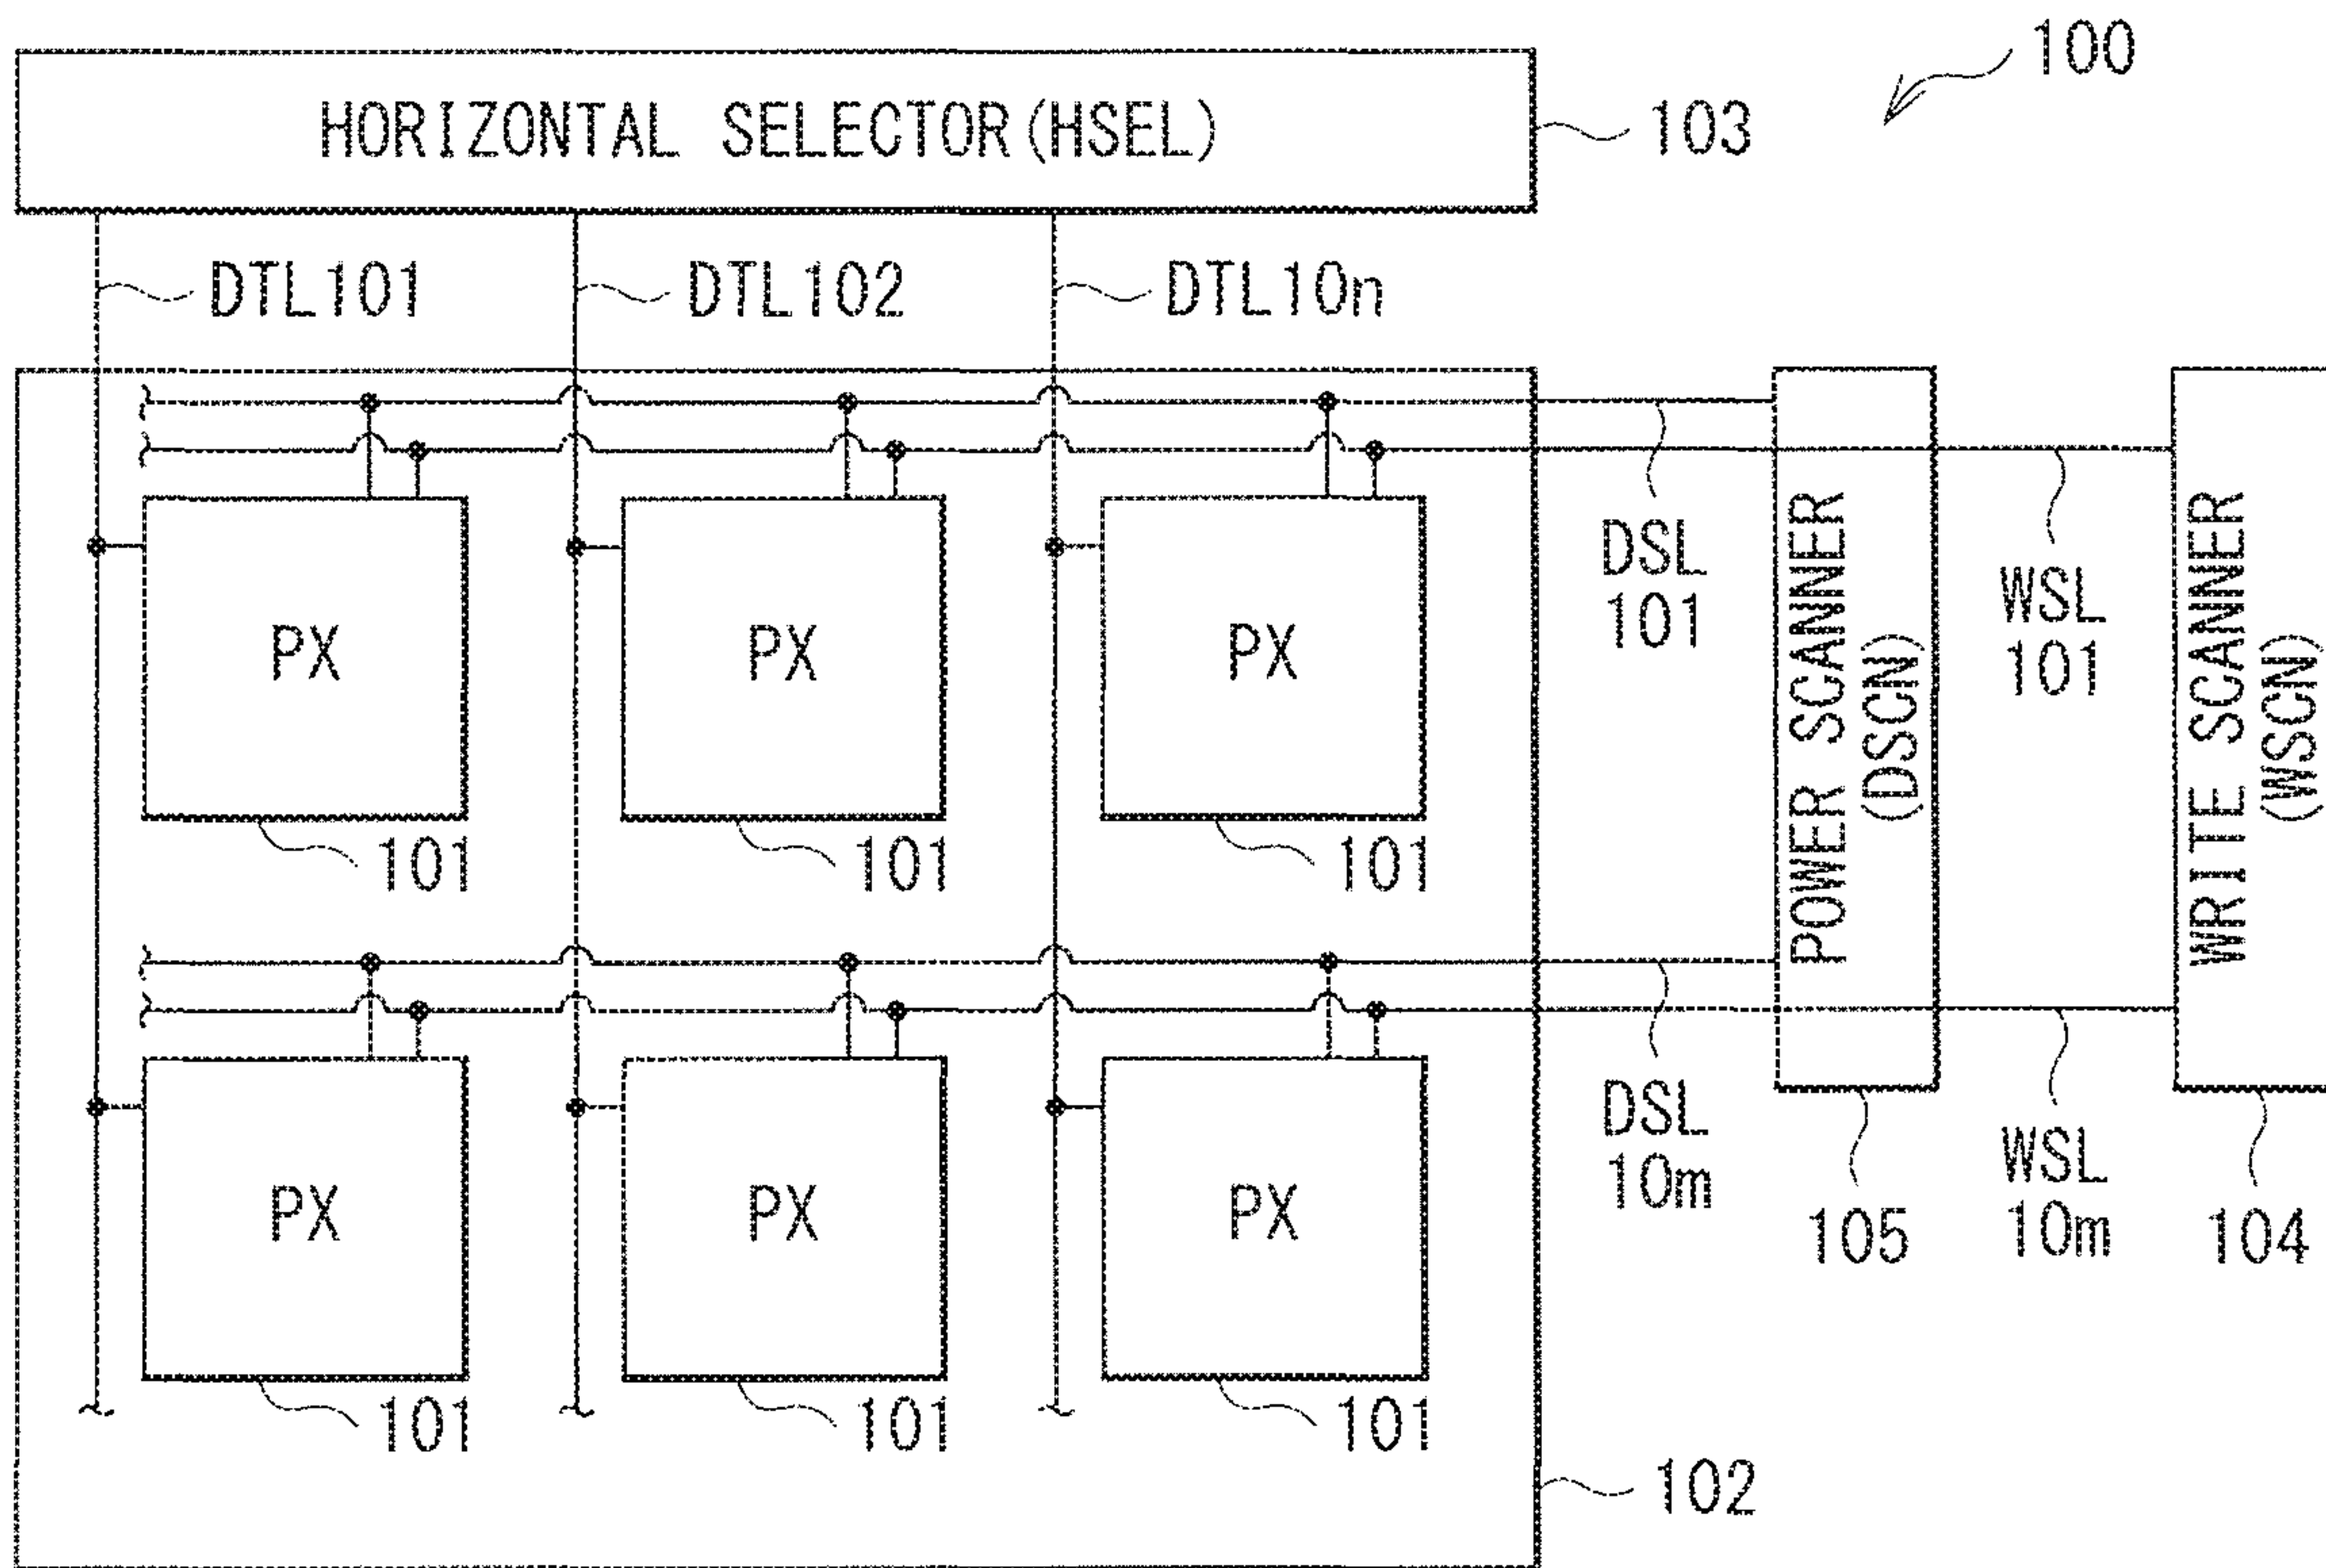 100
HORIZONTAL SELECTOR(HSEL)
103
DTL101
DTL102
DTL10n
PX
PX
PX
101
101
101
DSL
101
POWER SCANNER
(DSCN)
WSL
101
WRITE SCANNER
(WSCN)
PX
PX
PX
101
101
101
DSL
10m
105
WSL
10m
104
102